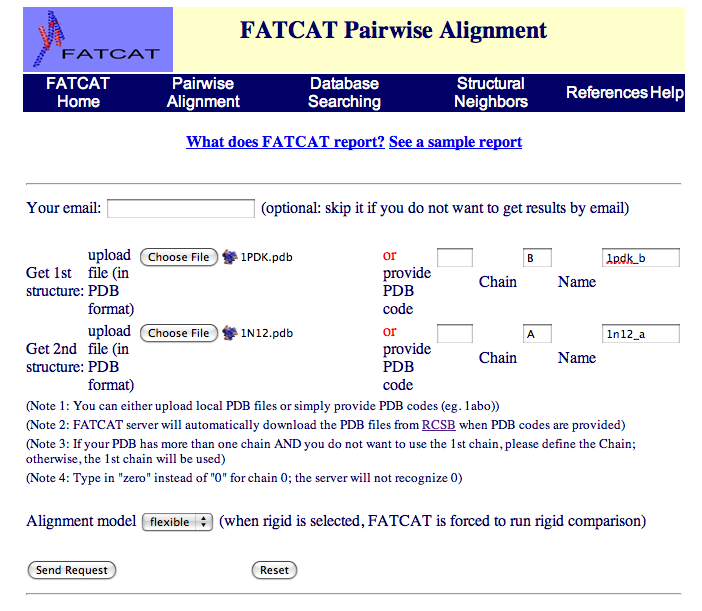 FATCAT
FATCAT Pairwise Alignment
FATCAT Home
Pairwise Alignment
Database Searching
Structural Neighbors
References
Help
What does FATCAT report? See a sample report
Your email: (optional: skip it if you do not want to get results by email)
Get 1st structure:
upload file (in PDB format)
Choose File 1PDK.pdb
or provide PDB code
Chain
B
Name
1pdk_b
Get 2nd structure:
upload file (in PDB format)
Choose File 1N12.pdb
or provide PDB code
Chain
A
Name
1n12_a
(Note 1: You can either upload local PDB files or simply provide PDB codes (eg. 1abo))
(Note 2: FATCAT server will automatically download the PDB files from RCSB when PDB codes are provided)
(Note 3: If your PDB has more than one chain AND you do not want to use the 1st chain, please define the Chain;
otherwise, the 1st chain will be used)
(Note 4: Type in "zero" instead of "0" for chain 0; the server will not recognize 0)
Alignment model flexible (when rigid is selected, FATCAT is forced to run rigid comparison)
Send Request
Reset